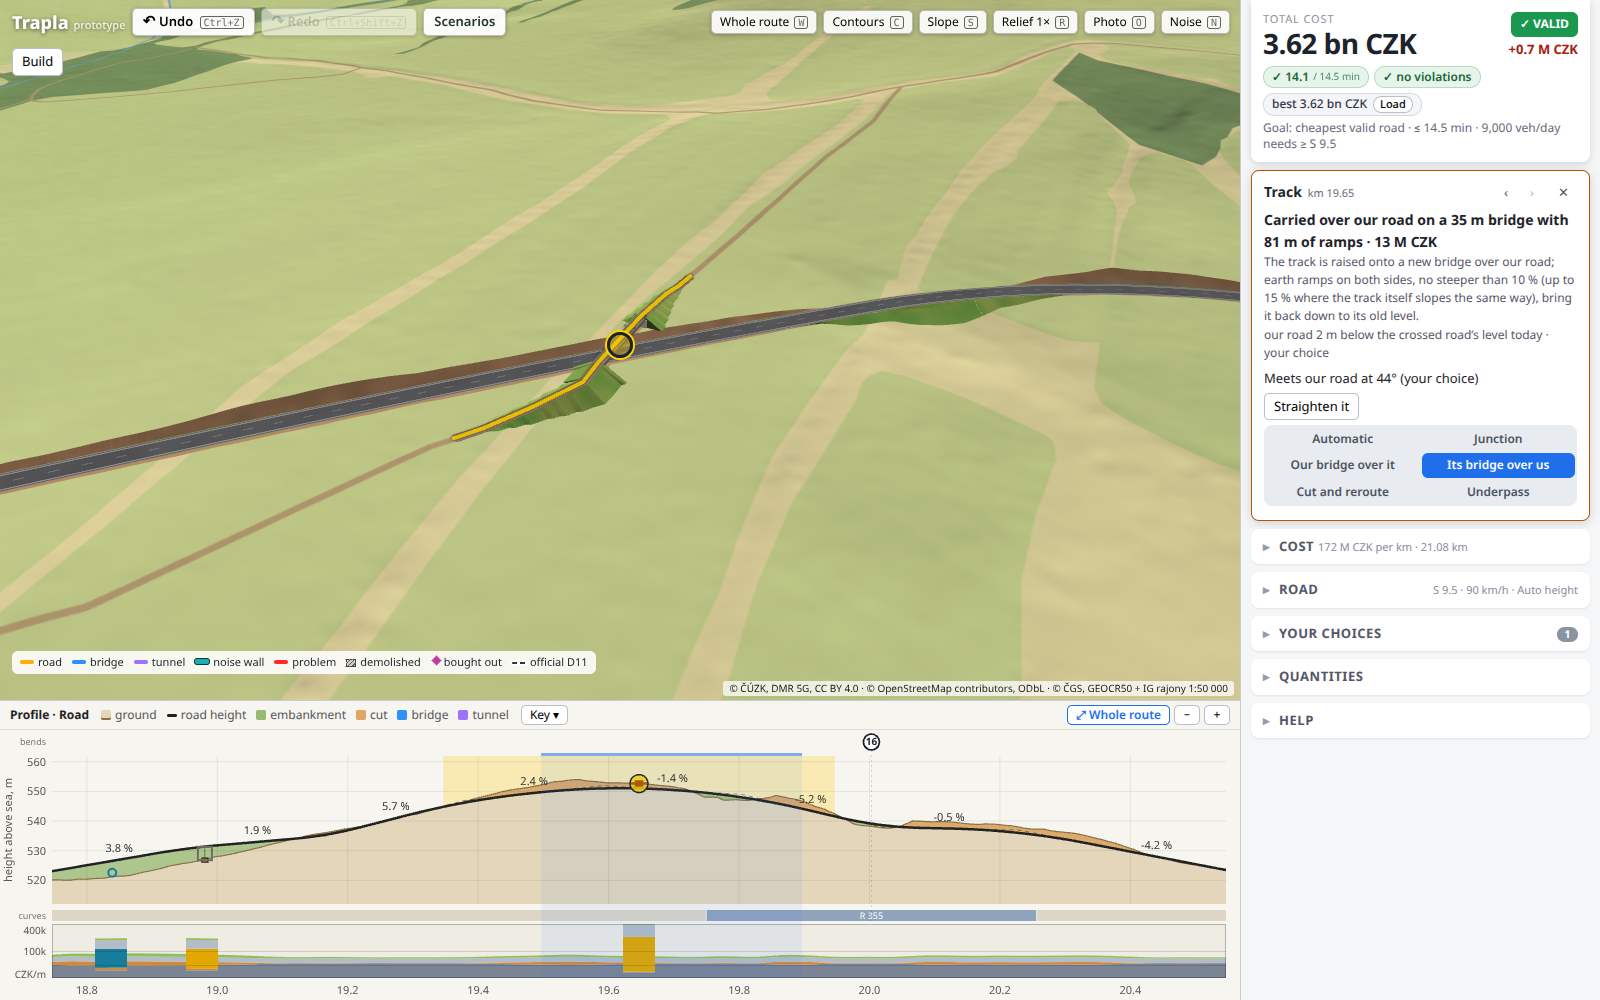 Trapla prototype
↶ Undo Ctrl+Z
↷ Redo Ctrl+Shift+Z
Scenarios
Whole route W
Contours C
Slope S
Relief 1× R
Photo O
Noise N
Build
road
bridge
tunnel
noise wall
problem
demolished
bought out
official D11
© ČÚZK, DMR 5G, CC BY 4.0 · © OpenStreetMap contributors, ODbL · © ČGS, GEOCR50 + IG rajony 1:50 000
TOTAL COST
3.62 bn CZK
✓ VALID
+0.7 M CZK
✓ 14.1 / 14.5 min
✓ no violations
best 3.62 bn CZK Load
Goal: cheapest valid road · ≤ 14.5 min · 9,000 veh/day
needs ≥ S 9.5
Track km 19.65 ‹ › ✕
Carried over our road on a 35 m bridge with
81 m of ramps · 13 M CZK
The track is raised onto a new bridge over our road;
earth ramps on both sides, no steeper than 10 % (up to
15 % where the track itself slopes the same way), bring
it back down to its old level.
our road 2 m below the crossed road's level today ·
your choice
Meets our road at 44° (your choice)
Straighten it
Automatic
Junction
Our bridge over it
Its bridge over us
Cut and reroute
Underpass
▶ COST 172 M CZK per km · 21.08 km
▶ ROAD S 9.5 · 90 km/h · Auto height
▶ YOUR CHOICES 1
▶ QUANTITIES
▶ HELP
Profile · Road
ground
road height
embankment
cut
bridge
tunnel
Key ▾
⤢ Whole route
−
+
bends
16
height above sea, m
560
550
540
530
520
3.8 %
1.9 %
5.7 %
2.4 %
-1.4 %
-5.2 %
-0.5 %
-4.2 %
curves
R 355
400k
100k
CZK/m
18.8
19.0
19.2
19.4
19.6
19.8
20.0
20.2
20.4